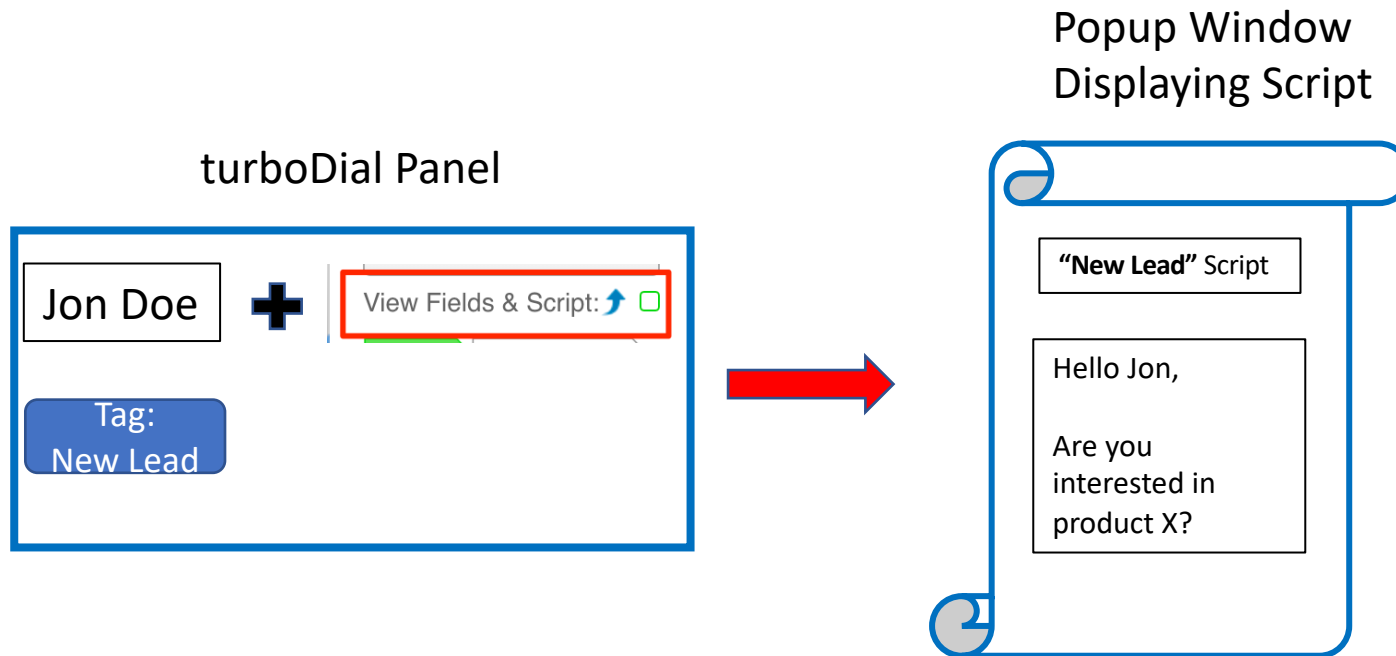 Popup Window
Displaying Script
turboDial Panel
Jon Doe
View Fields & Script:
Tag:
New Lead
“New Lead” Script
Hello Jon,
Are you
interested in
product X?